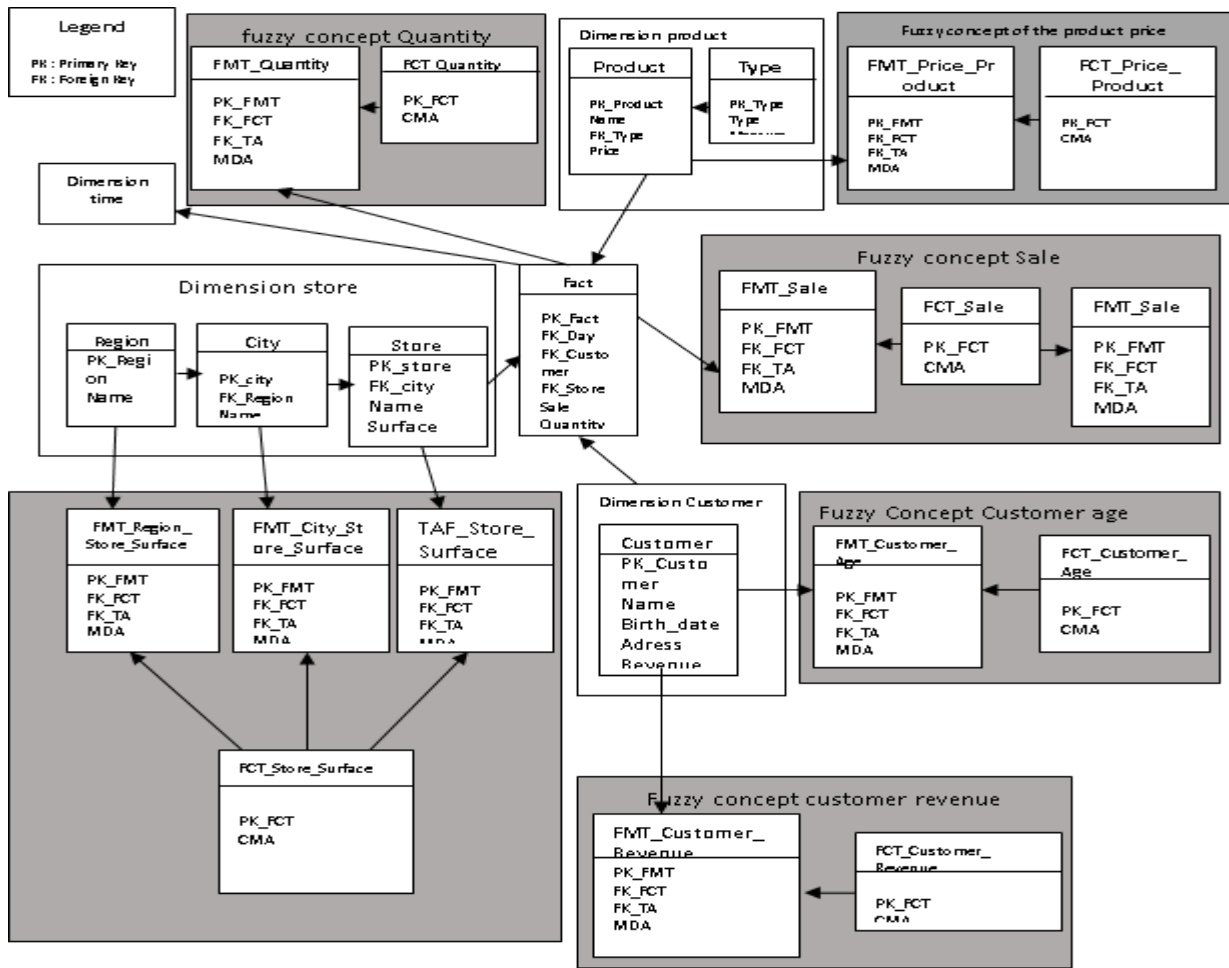 Legend
PK : Primary Key
FK : Foreign Key
fuzzy concept Quantity
FMT_Quantity
PK_FMT
FK_FCT
FK_TA
MDA
FCT_Quantity
PK_FCT
CMA
Dimension product
Product
PK_Product
Name
FK_Type
Price
Type
PK_Type
Type
Fuzzy concept of the product price
FMT_Price_Pr
oduct
PK_FMT
FK_FCT
FK_TA
MDA
FCT_Price_
Product
PK_FCT
CMA
Dimension
time
Dimension store
Region
PK_Regi
on
Name
City
PK_city
FK_Region
Name
Store
PK_store
FK_city
Name
Surface
Fact
PK_Fact
FK_Day
FK_Custo
mer
FK_Store
Sale
Quantity
Fuzzy concept Sale
FMT_Sale
PK_FMT
FK_FCT
FK_TA
MDA
FCT_Sale
PK_FCT
CMA
FMT_Sale
PK_FMT
FK_FCT
FK_TA
MDA
FMT_Region_
Store_Surface
PK_FMT
FK_FCT
FK_TA
MDA
FMT_City_St
ore_Surface
PK_FMT
FK_FCT
FK_TA
MDA
TAF_Store_
Surface
PK_FMT
FK_FCT
FK_TA
MDA
FCT_Store_Surface
PK_FCT
CMA
Dimension Customer
Customer
PK_Custo
mer
Name
Birth_date
Adress
Revenue
Fuzzy Concept Customer age
FMT_Customer_
Age
PK_FMT
FK_FCT
FK_TA
MDA
FCT_Customer_
Age
PK_FCT
CMA
Fuzzy concept customer revenue
FMT_Customer_
Revenue
PK_FMT
FK_FCT
FK_TA
MDA
FCT_Customer_
Revenue
PK_FCT
CMA